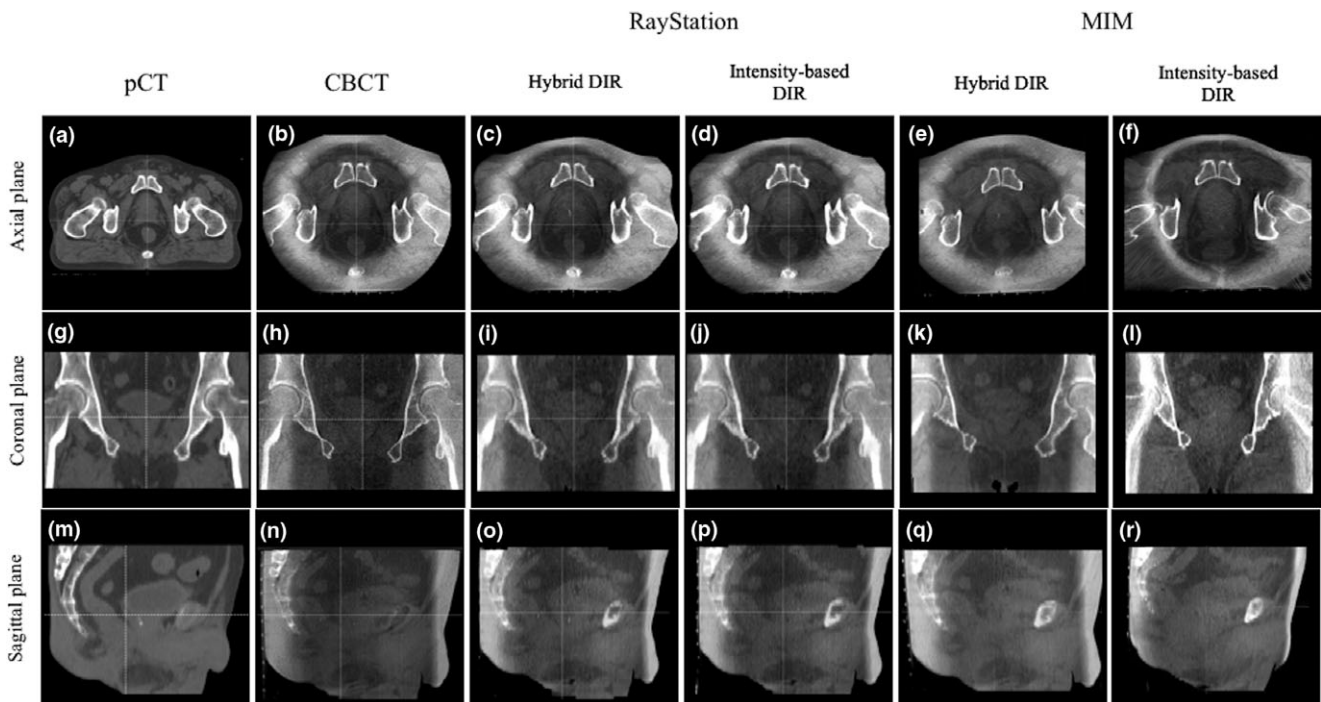 RayStation
MIM
pCT
CBCT
Hybrid DIR
Intensity-based
DIR
Hybrid DIR
Intensity-based
DIR
Axial plane
(a)
(b)
(c)
(d)
(e)
(f)
Coronal plane
(g)
(h)
(i)
(j)
(k)
(l)
Sagittal plane
(m)
(n)
(o)
(p)
(q)
(r)